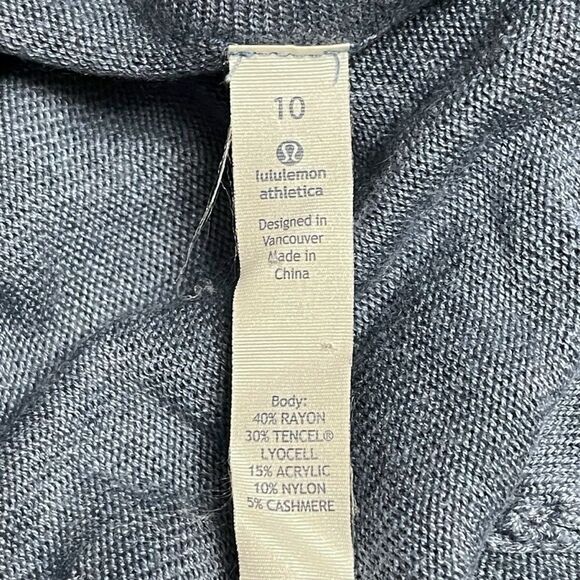 10
lululemon
athletica
Designed in
Vancouver
Made in
China
Body:
40% RAYON
30% TENCEL®
LYOCELL
15% ACRYLIC
10% NYLON
5% CASHMERE